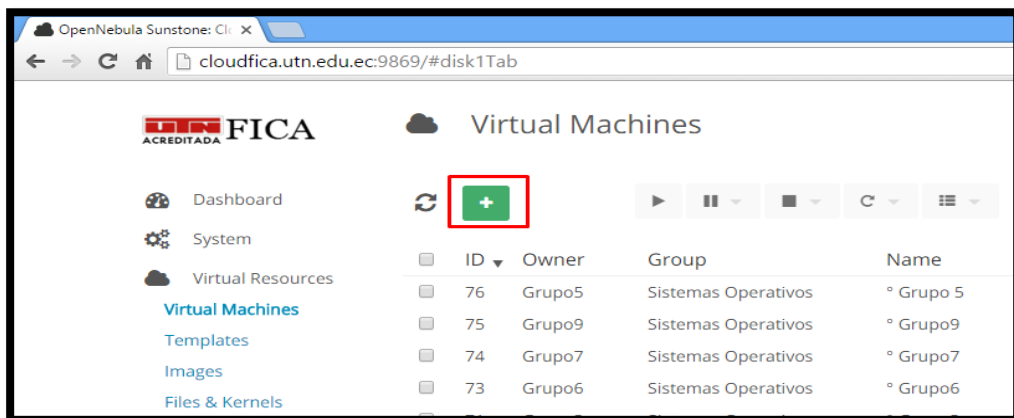 OpenNebula Sunstone: Clo
cloudfica.utn.edu.ec:9869/#disk1Tab
UTN FICA
ACREDITADA
Virtual Machines
Dashboard
System
Virtual Resources
Virtual Machines
Templates
Images
Files & Kernels
+
ID Owner Group Name
76 Grupo5 Sistemas Operativos ° Grupo 5
75 Grupo9 Sistemas Operativos ° Grupo9
74 Grupo7 Sistemas Operativos ° Grupo7
73 Grupo6 Sistemas Operativos ° Grupo6